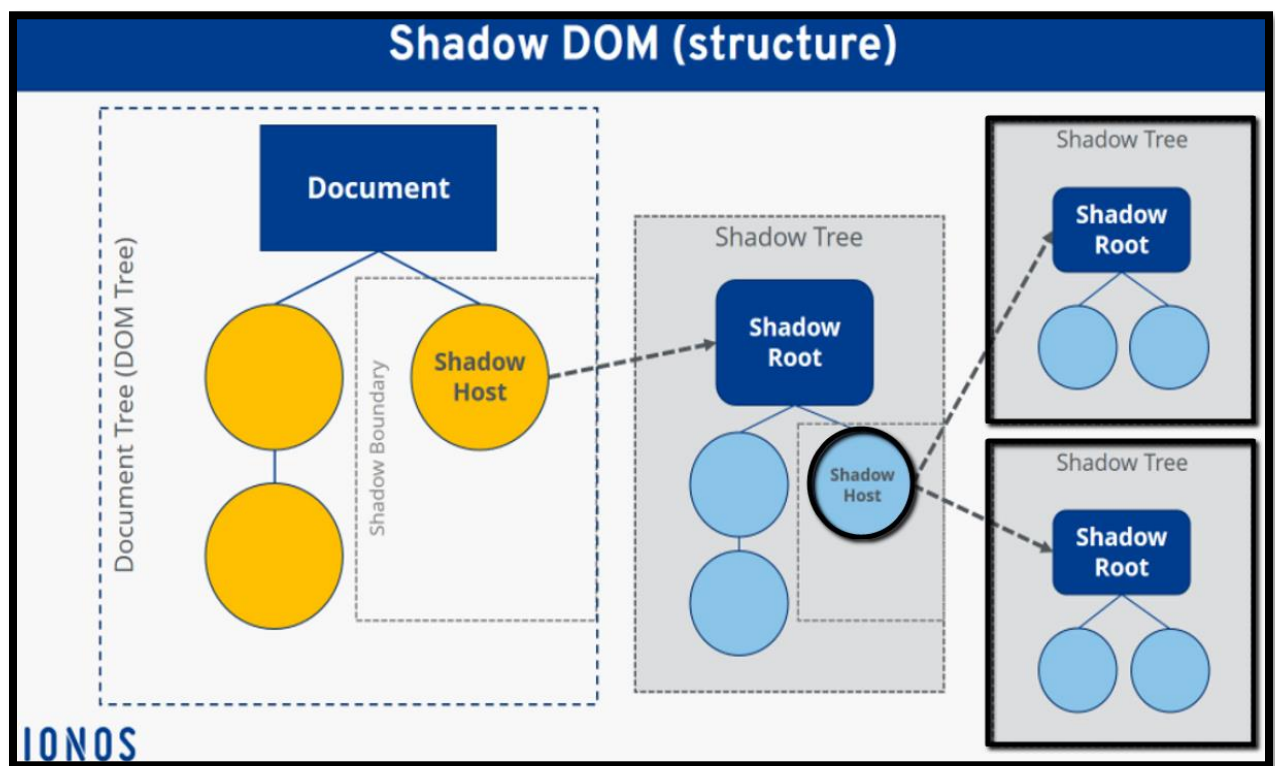 Shadow DOM (structure)
Document Tree (DOM Tree)
Document
Shadow
Host
Shadow Boundary
Shadow Tree
Shadow
Root
Shadow
Host
Shadow Tree
Shadow
Root
Shadow Tree
Shadow
Root
IONOS